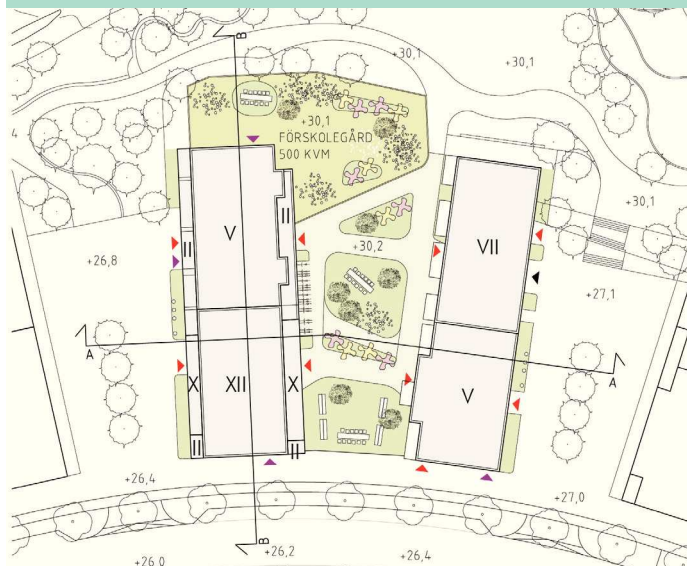 B
+30,1
+30,1
4
+30,1
FÖRSKOLEGÅRD
500 KVM
+30,1
V
II
VII
+30,2
II
+26,8
+27,1
A
A
X
XII
X
V
II
II
+26,4
+27,0
B
+26,2
+26,4
+26,0